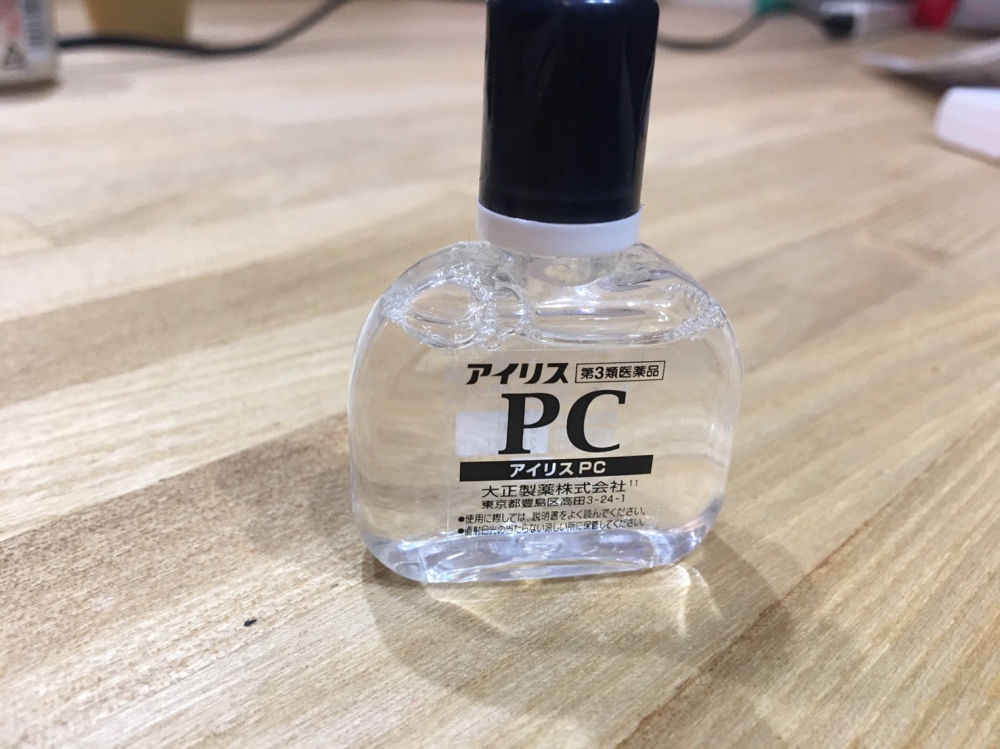 アイリス 第3類医薬品
PC
アイリスPC
大正製薬株式会社11
東京都豊島区高田3-24-1
●使用に際しては、説明書をよく読んでください。
●直射日光の当たらない涼しい所に保管してください。